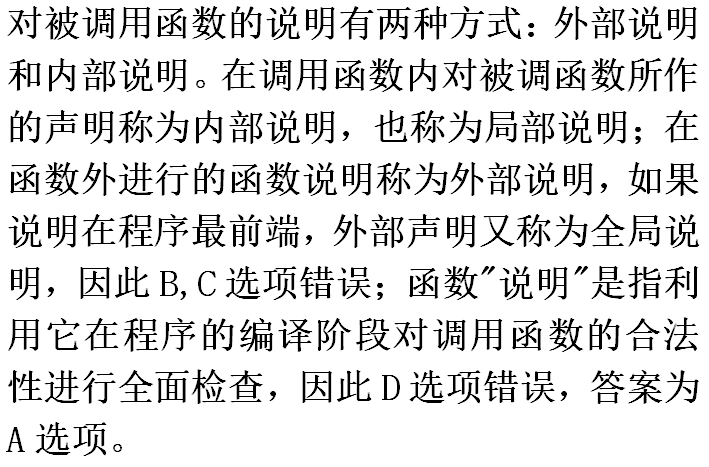 对被调用函数的说明有两种方式：外部说明
和内部说明。在调用函数内对被调函数所作
的声明称为内部说明，也称为局部说明；在
函数外进行的函数说明称为外部说明，如果
说明在程序最前端，外部声明又称为全局说
明，因此B,C选项错误；函数"说明"是指利
用它在程序的编译阶段对调用函数的合法
性进行全面检查，因此D选项错误，答案为
A选项。